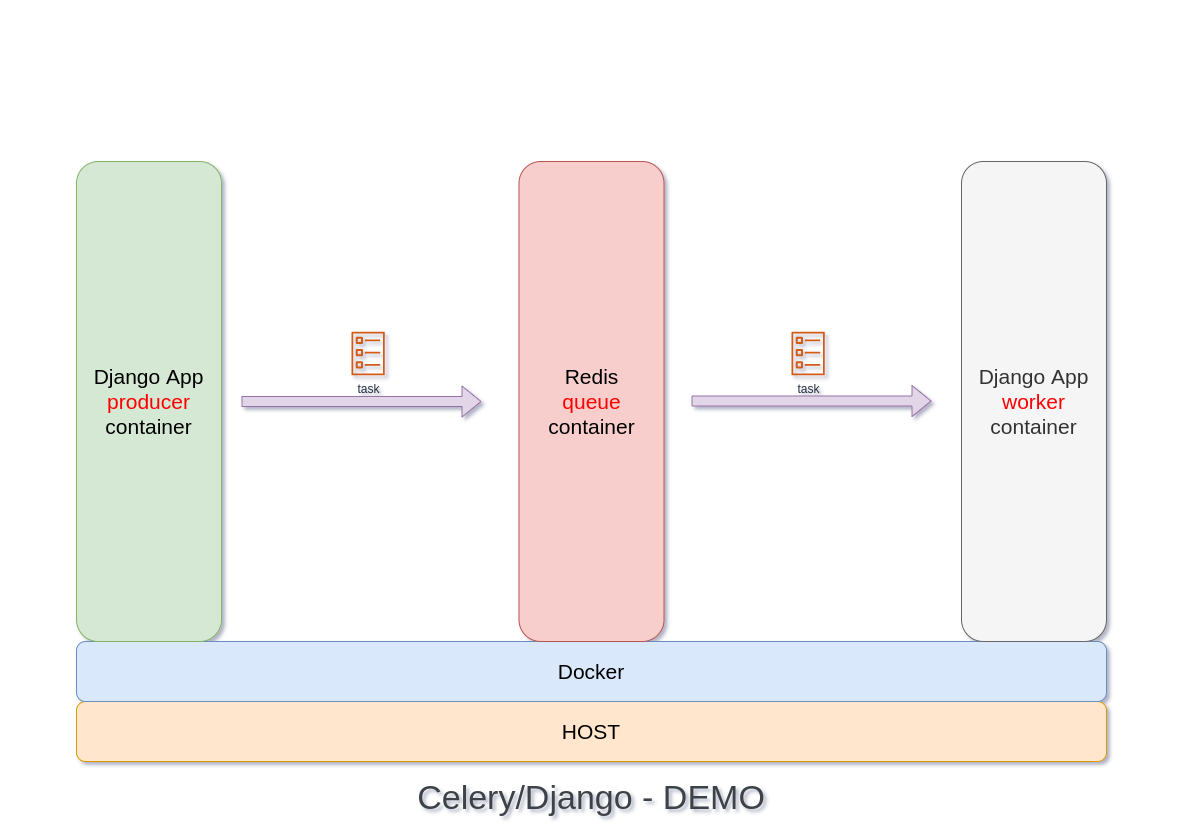 Django App
producer
container
task
Redis
queue
container
task
Django App
worker
container
Docker
HOST
Celery/Django - DEMO